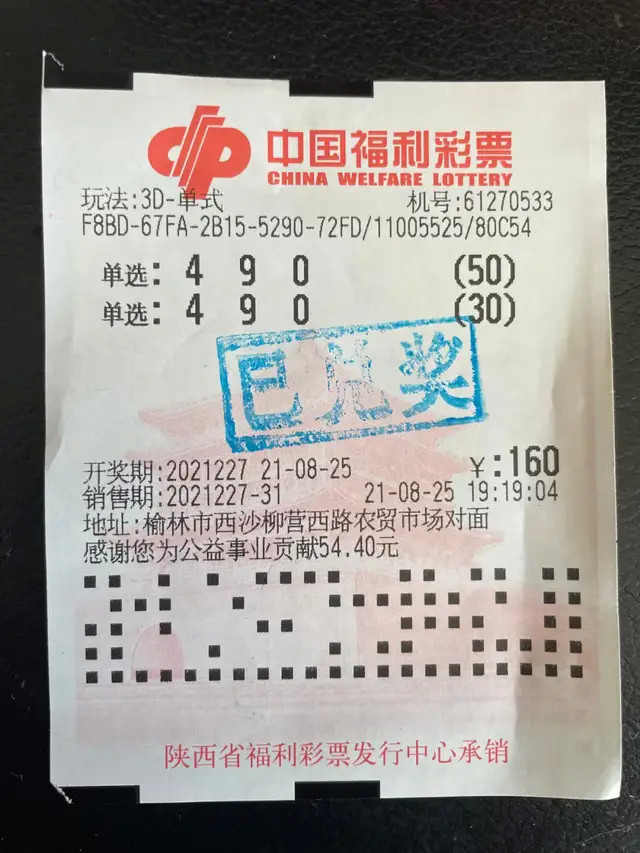 中国福利彩票
CHINA WELFARE LOTTERY
玩法:3D-单式 机号:61270533
F8BD-67FA-2B15-5290-72FD/11005525/80C54
单选: 4 9 0 (50)
单选: 4 9 0 (30)
已兑奖
开奖期:2021227 21-08-25 ¥:160
销售期:2021227-31 21-08-25 19:19:04
地址:榆林市西沙柳营西路农贸市场对面
感谢您为公益事业贡献54.40元
陕西省福利彩票发行中心承销